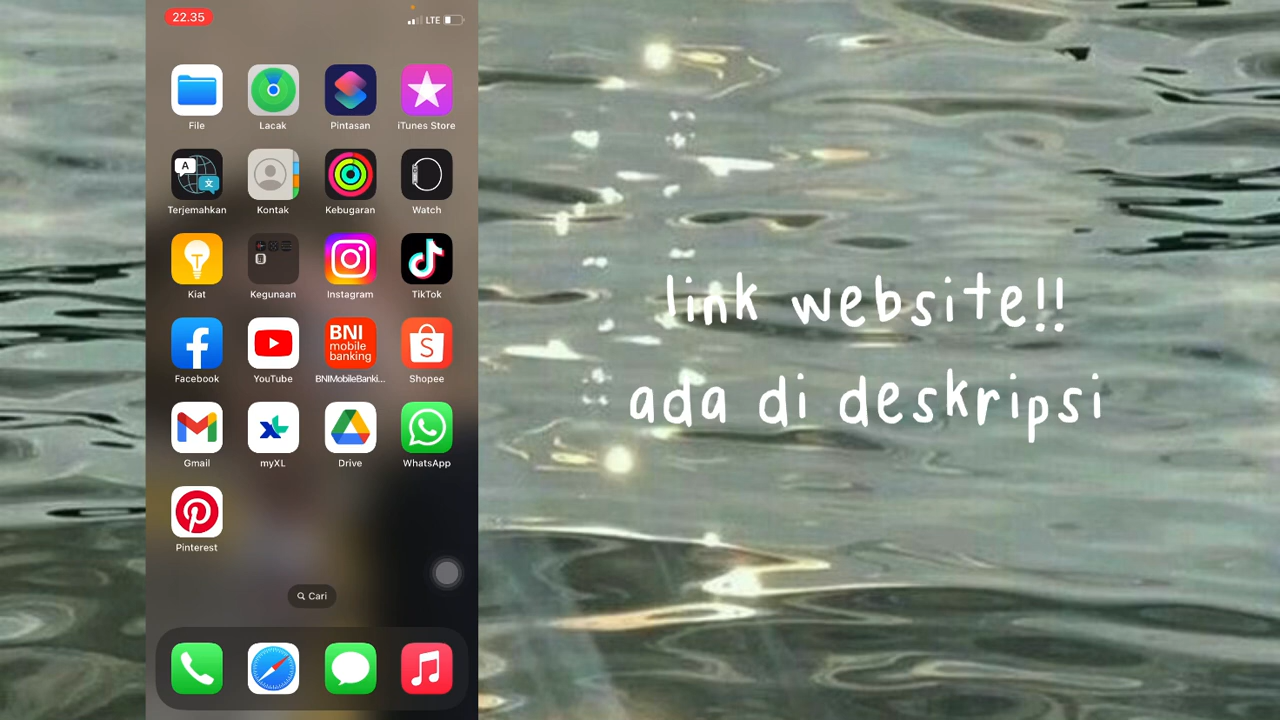 22.35
LTE
File Lacak Pintasan iTunes Store
A 文
Terjemahkan Kontak Kebugaran Watch
Kiat Kegunaan Instagram TikTok
BNI
mobile
banking
Facebook YouTube BNIMobileBanki... Shopee
Gmail myXL Drive WhatsApp
Pinterest
Cari
link website!!
ada di deskripsi